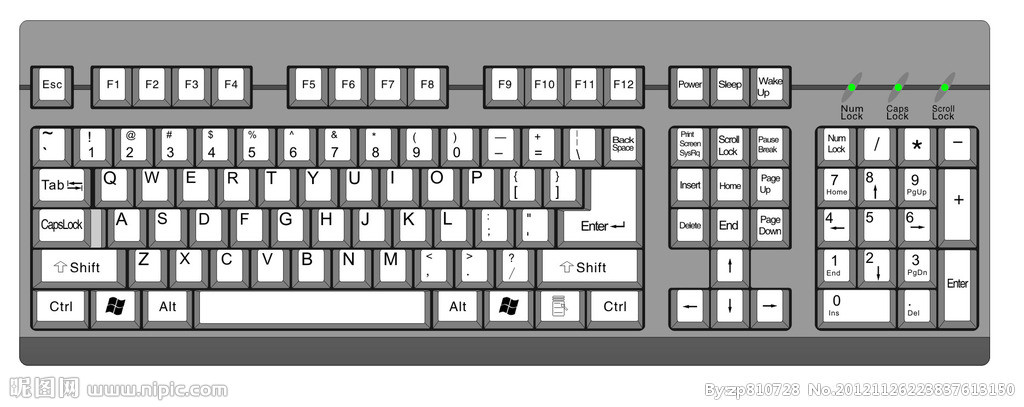 Esc F1 F2 F3 F4 F5 F6 F7 F8 F9 F10 F11 F12 Power Sleep Wake Up
Num Lock Caps Lock Scroll Lock
~ ` ! 1 @ 2 # 3 $ 4 % 5 ^ 6 & 7 * 8 ( 9 ) 0 — – + = ¦ \ Back Space Print Screen SysRq Scroll Lock Pause Break Num Lock / * –
Tab Q W E R T Y U I O P { [ } ] Insert Home Page Up 7 Home 8 ↑ 9 PgUp +
CapsLock A S D F G H J K L : ; " ' Enter Delete End Page Down 4 ← 5 6 →
⇧ Shift Z X C V B N M < , > . ? / ⇧ Shift ↑ 1 End 2 ↓ 3 PgDn Enter
Ctrl Alt Alt Ctrl ← ↓ → 0 Ins . Del
昵图网 www.nipic.com By:zp810728 No.20121126223837613150